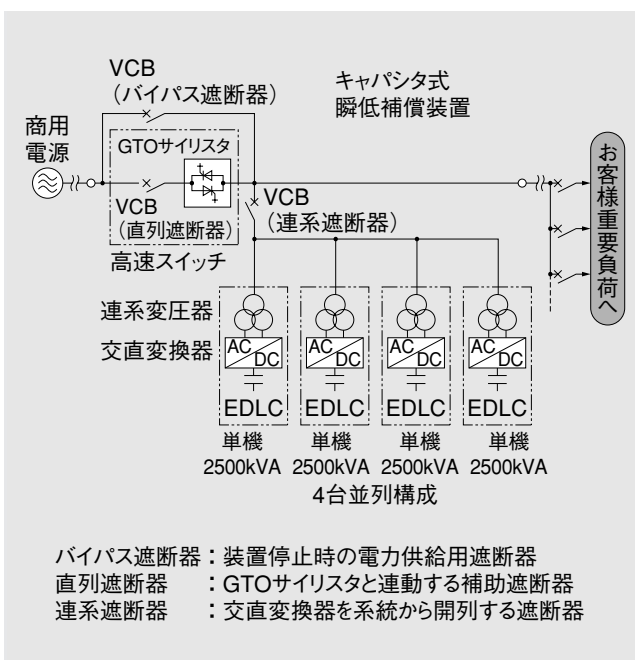 VCB
（バイパス遮断器）
キャパシタ式
瞬低補償装置
商用
電源
GTOサイリスタ
VCB
（直列遮断器）
高速スイッチ
VCB
（連系遮断器）
お客様重要負荷へ
連系変圧器
交直変換器
AC DC AC DC AC DC AC DC
EDLC EDLC EDLC EDLC
単機 単機 単機 単機
2500kVA 2500kVA 2500kVA 2500kVA
4台並列構成
バイパス遮断器：装置停止時の電力供給用遮断器
直列遮断器　　：GTOサイリスタと連動する補助遮断器
連系遮断器　　：交直変換器を系統から開列する遮断器